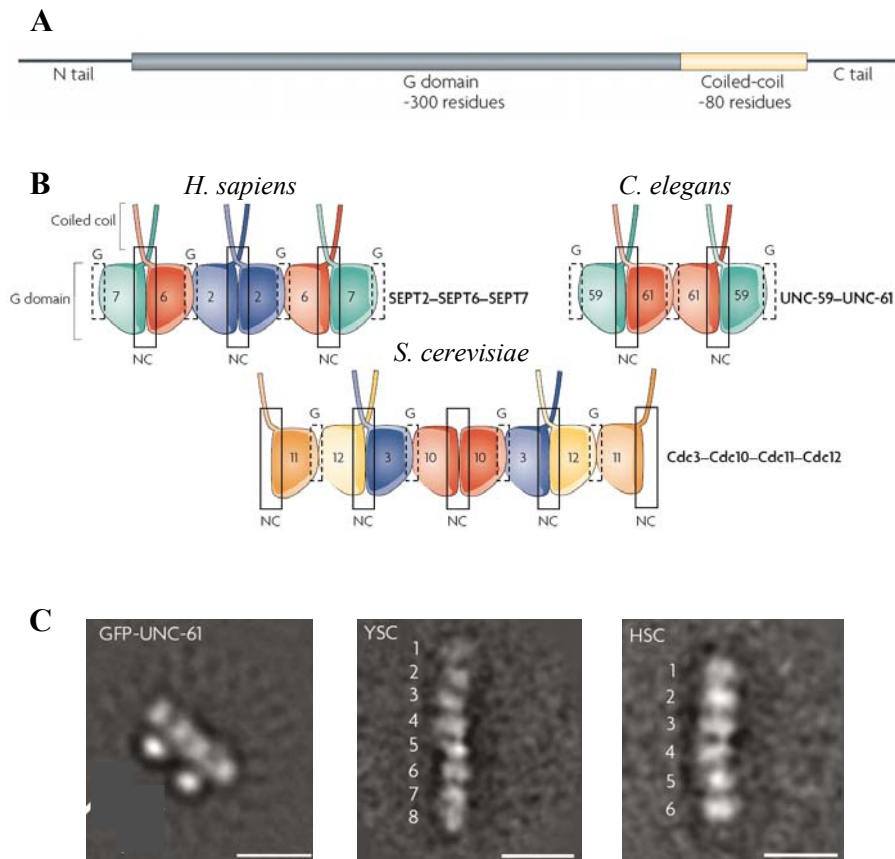 A
N tail
G domain
-300 residues
Coiled-coil
-80 residues
C tail
B
H. sapiens
C. elegans
Coiled coil
G domain
G G G G
7 6 2 2 6 7
SEPT2–SEPT6–SEPT7
NC NC NC
G G G
59 61 61 59
UNC-59–UNC-61
NC NC
S. cerevisiae
G G G G
11 12 3 10 10 3 12 11
Cdc3–Cdc10–Cdc11–Cdc12
NC NC NC NC NC
C
GFP-UNC-61
YSC
1
2
3
4
5
6
7
8
HSC
1
2
3
4
5
6